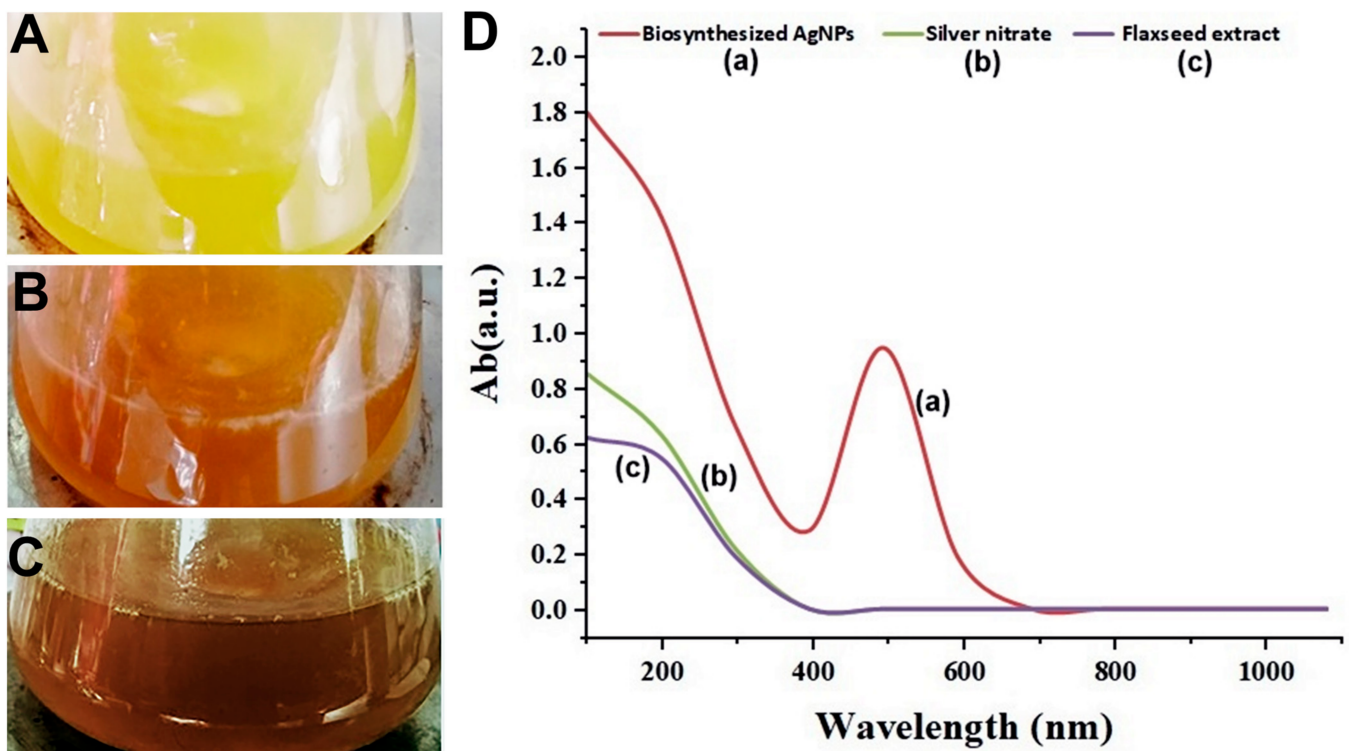 A
B
C
D
Biosynthesized AgNPs Silver nitrate Flaxseed extract
(a) (b) (c)
2.0
1.8
1.6
1.4
1.2
1.0
0.8
0.6
0.4
0.2
0.0
Ab(a.u.)
(a)
(b)
(c)
200 400 600 800 1000
Wavelength (nm)